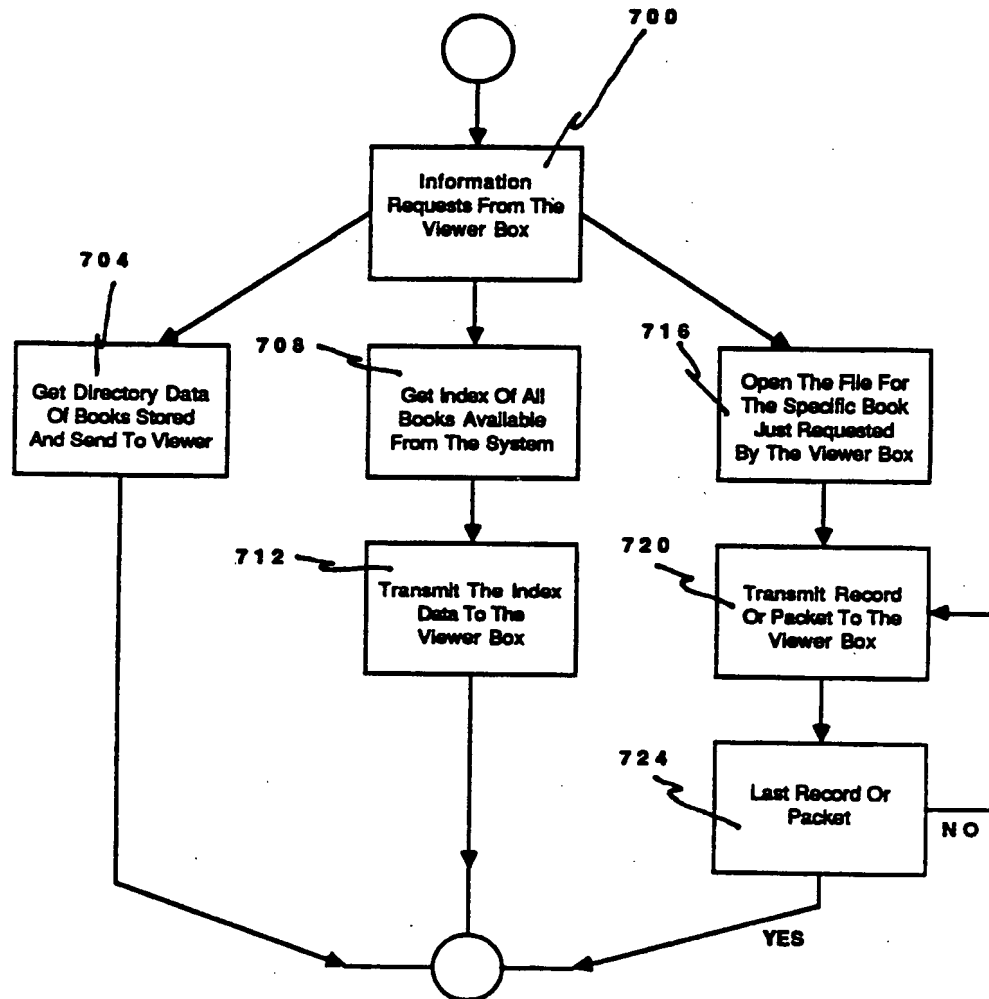 700
Information
Requests From The
Viewer Box
704
Get Directory Data
Of Books Stored
And Send To Viewer
708
Get Index Of All
Books Available
From The System
712
Transmit The Index
Data To The
Viewer Box
716
Open The File For
The Specific Book
Just Requested
By The Viewer Box
720
Transmit Record
Or Packet To The
Viewer Box
724
Last Record Or
Packet
NO
YES